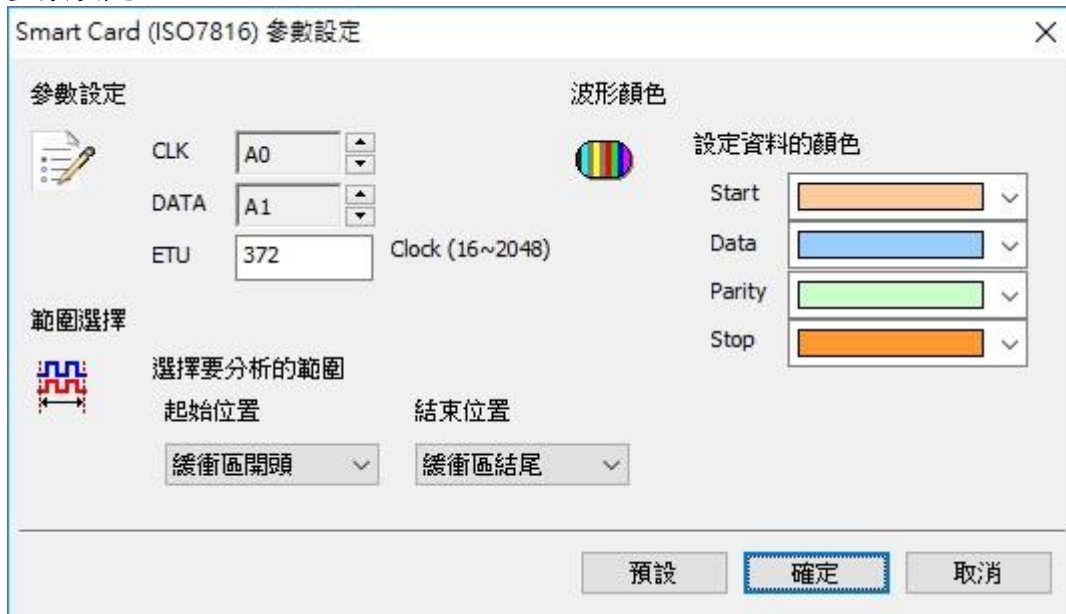 Smart Card (ISO7816) 參數設定
參數設定
CLK A0
DATA A1
ETU 372 Clock (16~2048)
波形顏色
設定資料的顏色
Start
Data
Parity
Stop
範圍選擇
選擇要分析的範圍
起始位置 結束位置
緩衝區開頭 緩衝區結尾
預設 確定 取消